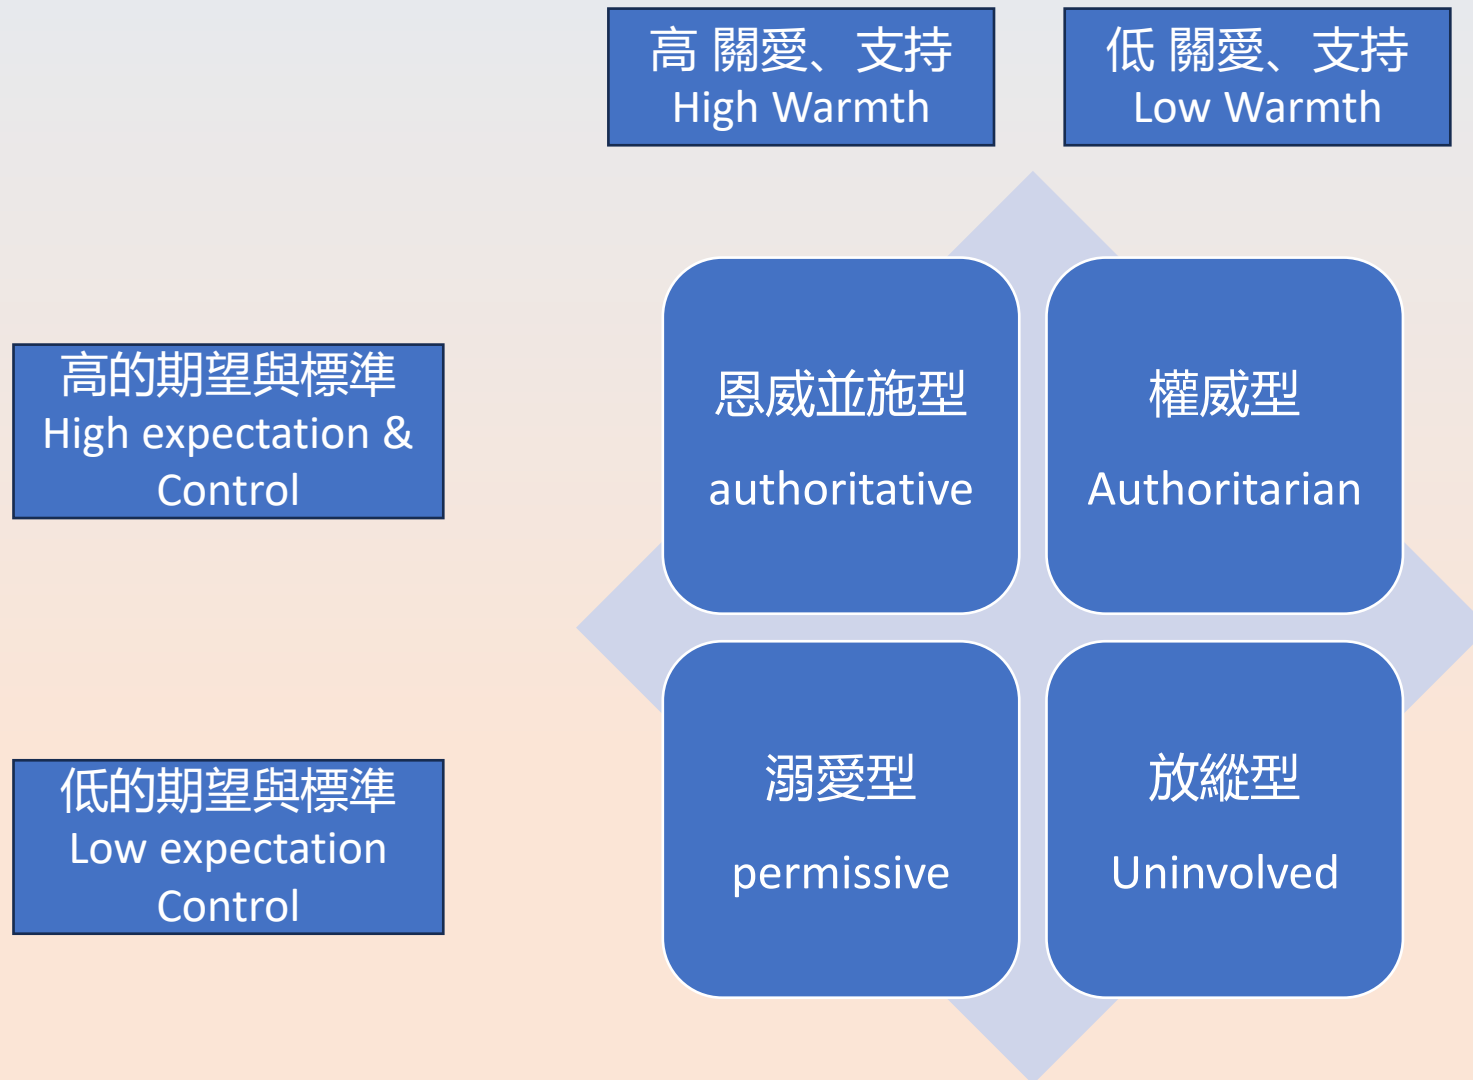 高 關愛、支持
High Warmth
低 關愛、支持
Low Warmth
高的期望與標準
High expectation &
Control
恩威並施型
authoritative
權威型
Authoritarian
低的期望與標準
Low expectation
Control
溺愛型
permissive
放縱型
Uninvolved